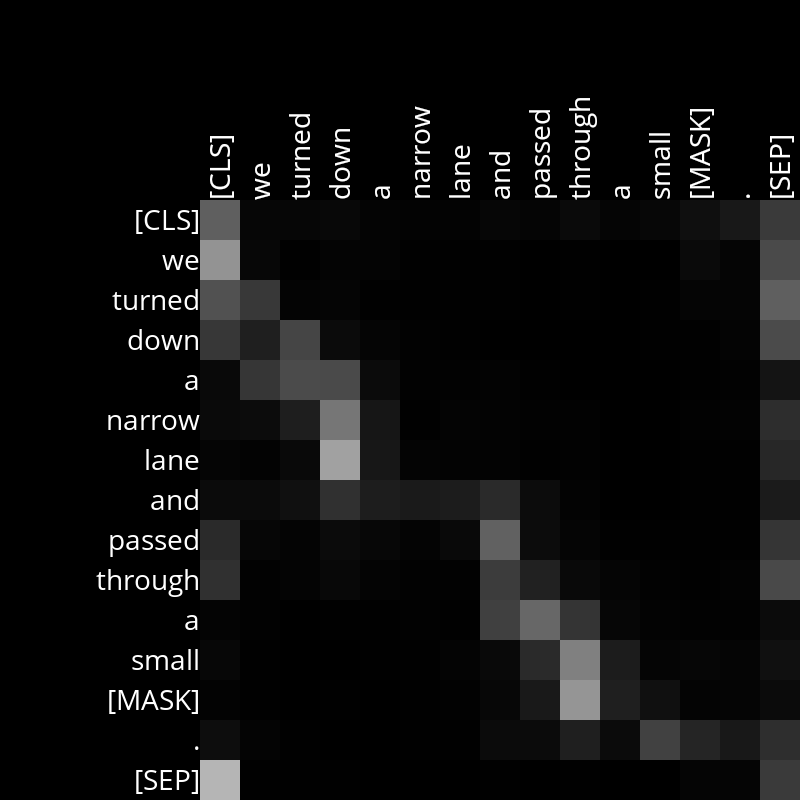 [CLS] we turned down a narrow lane and passed through a small [MASK] . [SEP]
[CLS]
we
turned
down
a
narrow
lane
and
passed
through
a
small
[MASK]
.
[SEP]